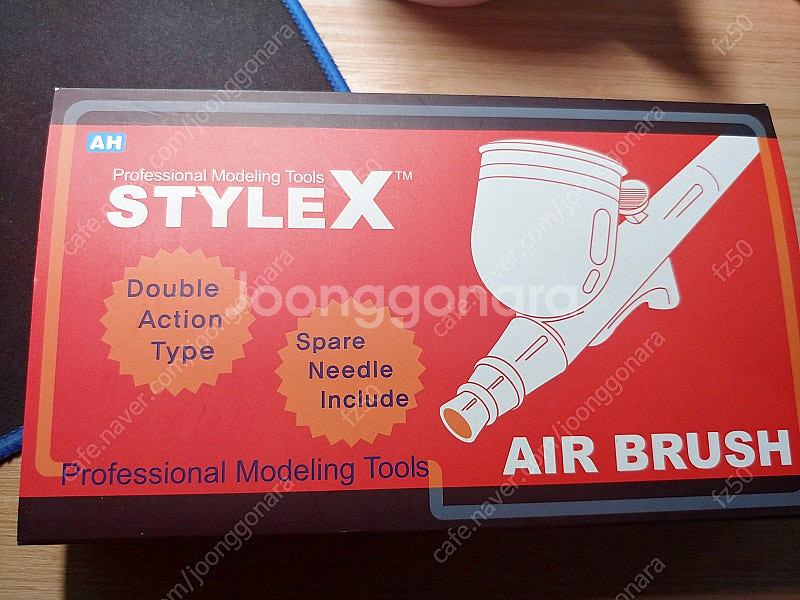 AH
Professional Modeling Tools
STYLEX™
Double
Action
Type
Spare
Needle
Include
Professional Modeling Tools
AIR BRUSH
Joonggonara
cafe.naver.com/joonggonara
fz50